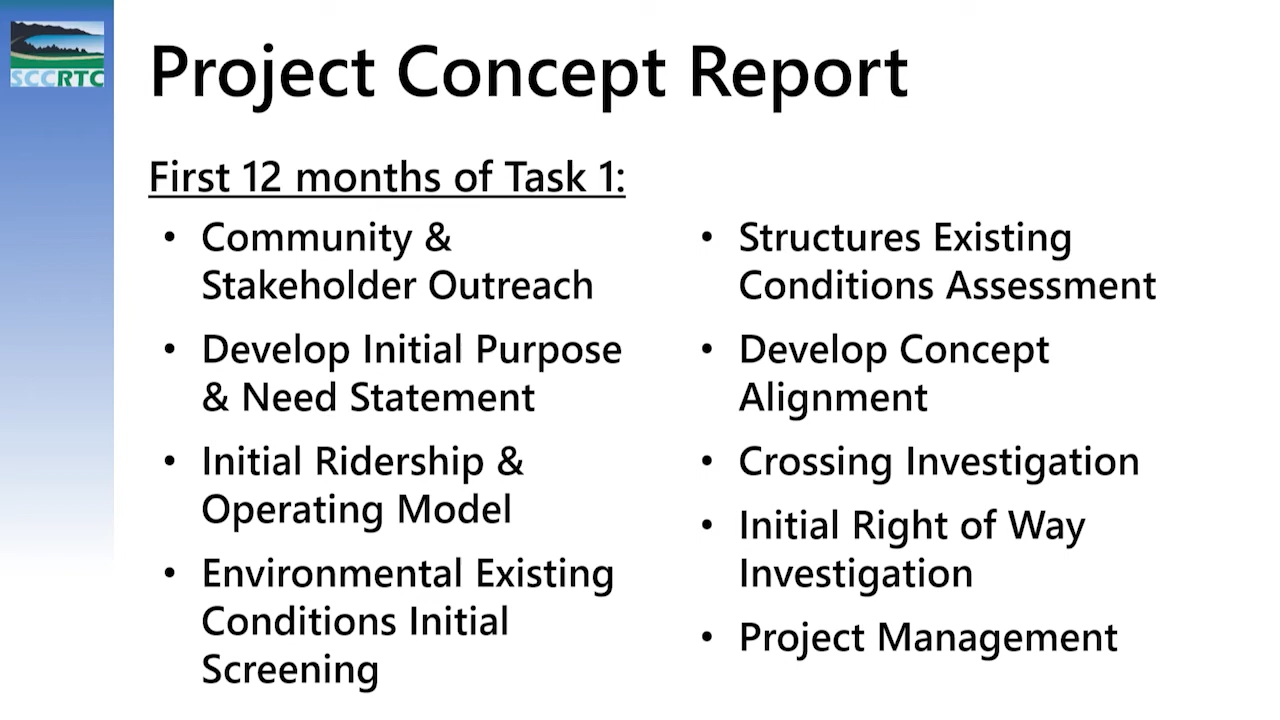 SCCRTC
Project Concept Report
First 12 months of Task 1:
• Community &
Stakeholder Outreach
• Develop Initial Purpose
& Need Statement
• Initial Ridership &
Operating Model
• Environmental Existing
Conditions Initial
Screening
• Structures Existing
Conditions Assessment
• Develop Concept
Alignment
• Crossing Investigation
• Initial Right of Way
Investigation
• Project Management